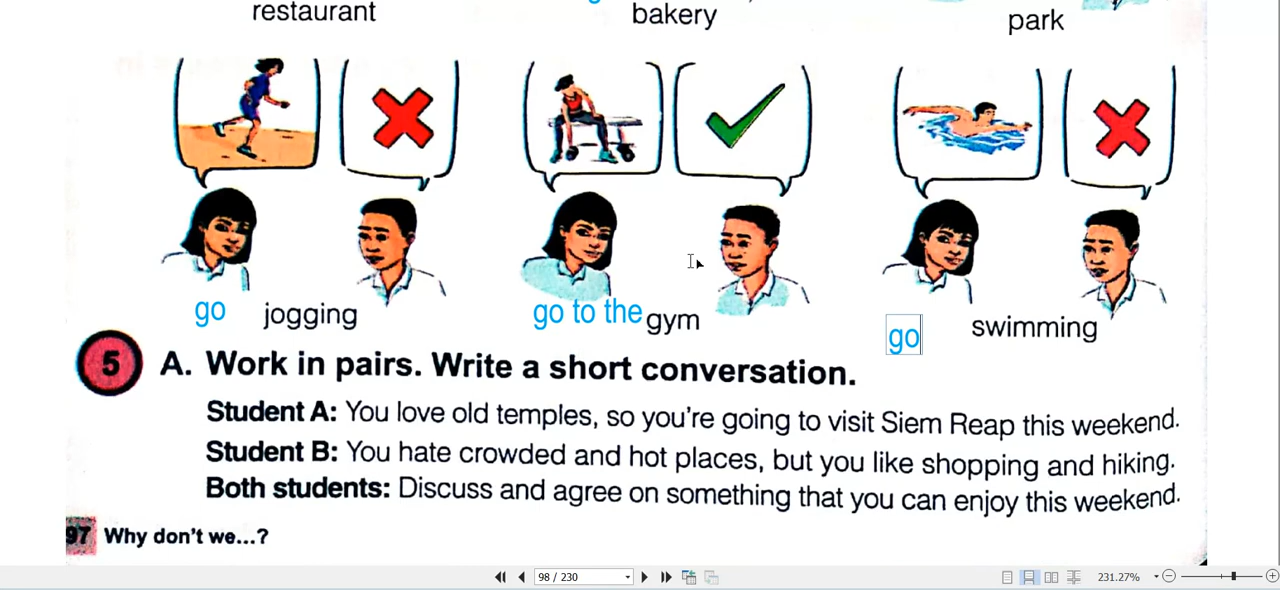 restaurant bakery park
go jogging go to the gym go swimming
5 A. Work in pairs. Write a short conversation.
Student A: You love old temples, so you're going to visit Siem Reap this weekend.
Student B: You hate crowded and hot places, but you like shopping and hiking.
Both students: Discuss and agree on something that you can enjoy this weekend.
97 Why don't we...?
98 / 230 231.27%